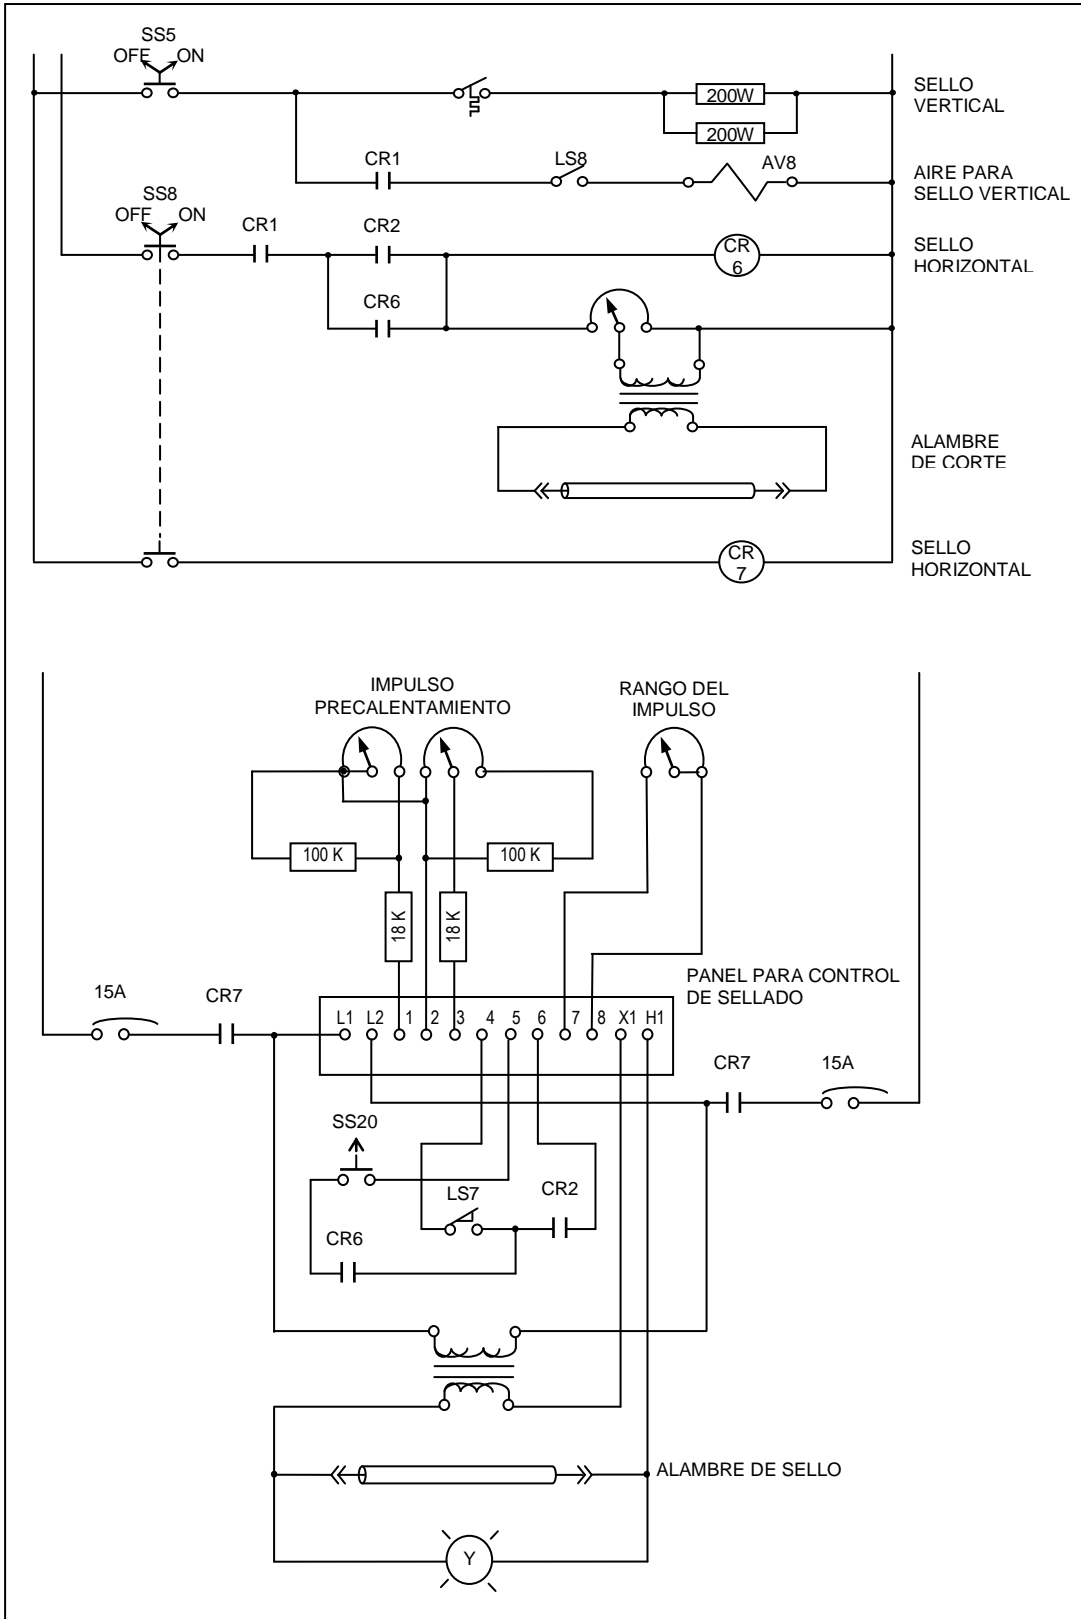 SS5
OFF ON
SELLO
VERTICAL
200W
200W
CR1
LS8
AV8
AIRE PARA
SELLO VERTICAL
SS8
OFF ON
CR1
CR2
CR
6
SELLO
HORIZONTAL
CR6
ALAMBRE
DE CORTE
CR
7
SELLO
HORIZONTAL
IMPULSO
PRECALENTAMIENTO
RANGO DEL
IMPULSO
100 K
100 K
18 K
18 K
PANEL PARA CONTROL
DE SELLADO
15A
CR7
L1 L2 1 2 3 4 5 6 7 8 X1 H1
CR7
15A
SS20
LS7
CR2
CR6
ALAMBRE DE SELLO
Y